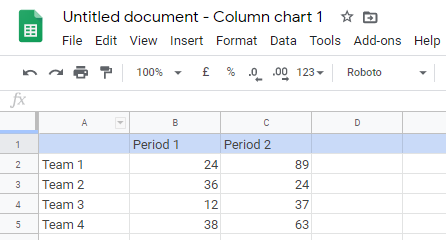 Untitled document - Column chart 1
File Edit View Insert Format Data Tools Add-ons Help
100% £ % .0 .00 123 Roboto
fx
A B C D
1 Period 1 Period 2
2 Team 1 24 89
3 Team 2 36 24
4 Team 3 12 37
5 Team 4 38 63